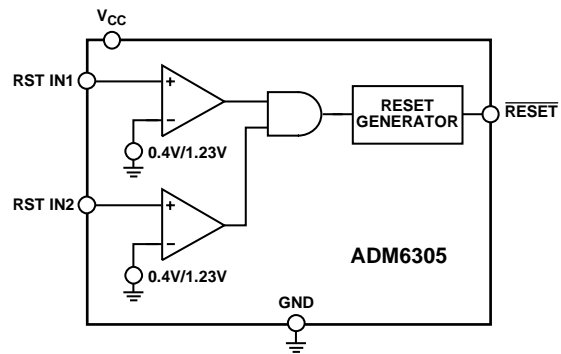 VCC
RST IN1
+
−
0.4V/1.23V
RESET
GENERATOR
RESET
RST IN2
+
−
0.4V/1.23V
ADM6305
GND